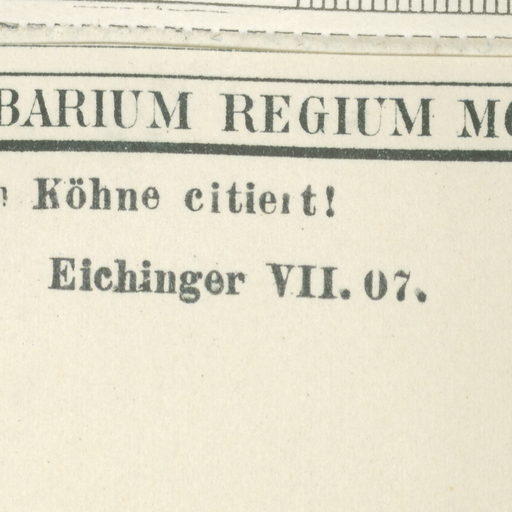 BARIUM REGIUM M
Köhne citiert!
Eichinger VII. 07.